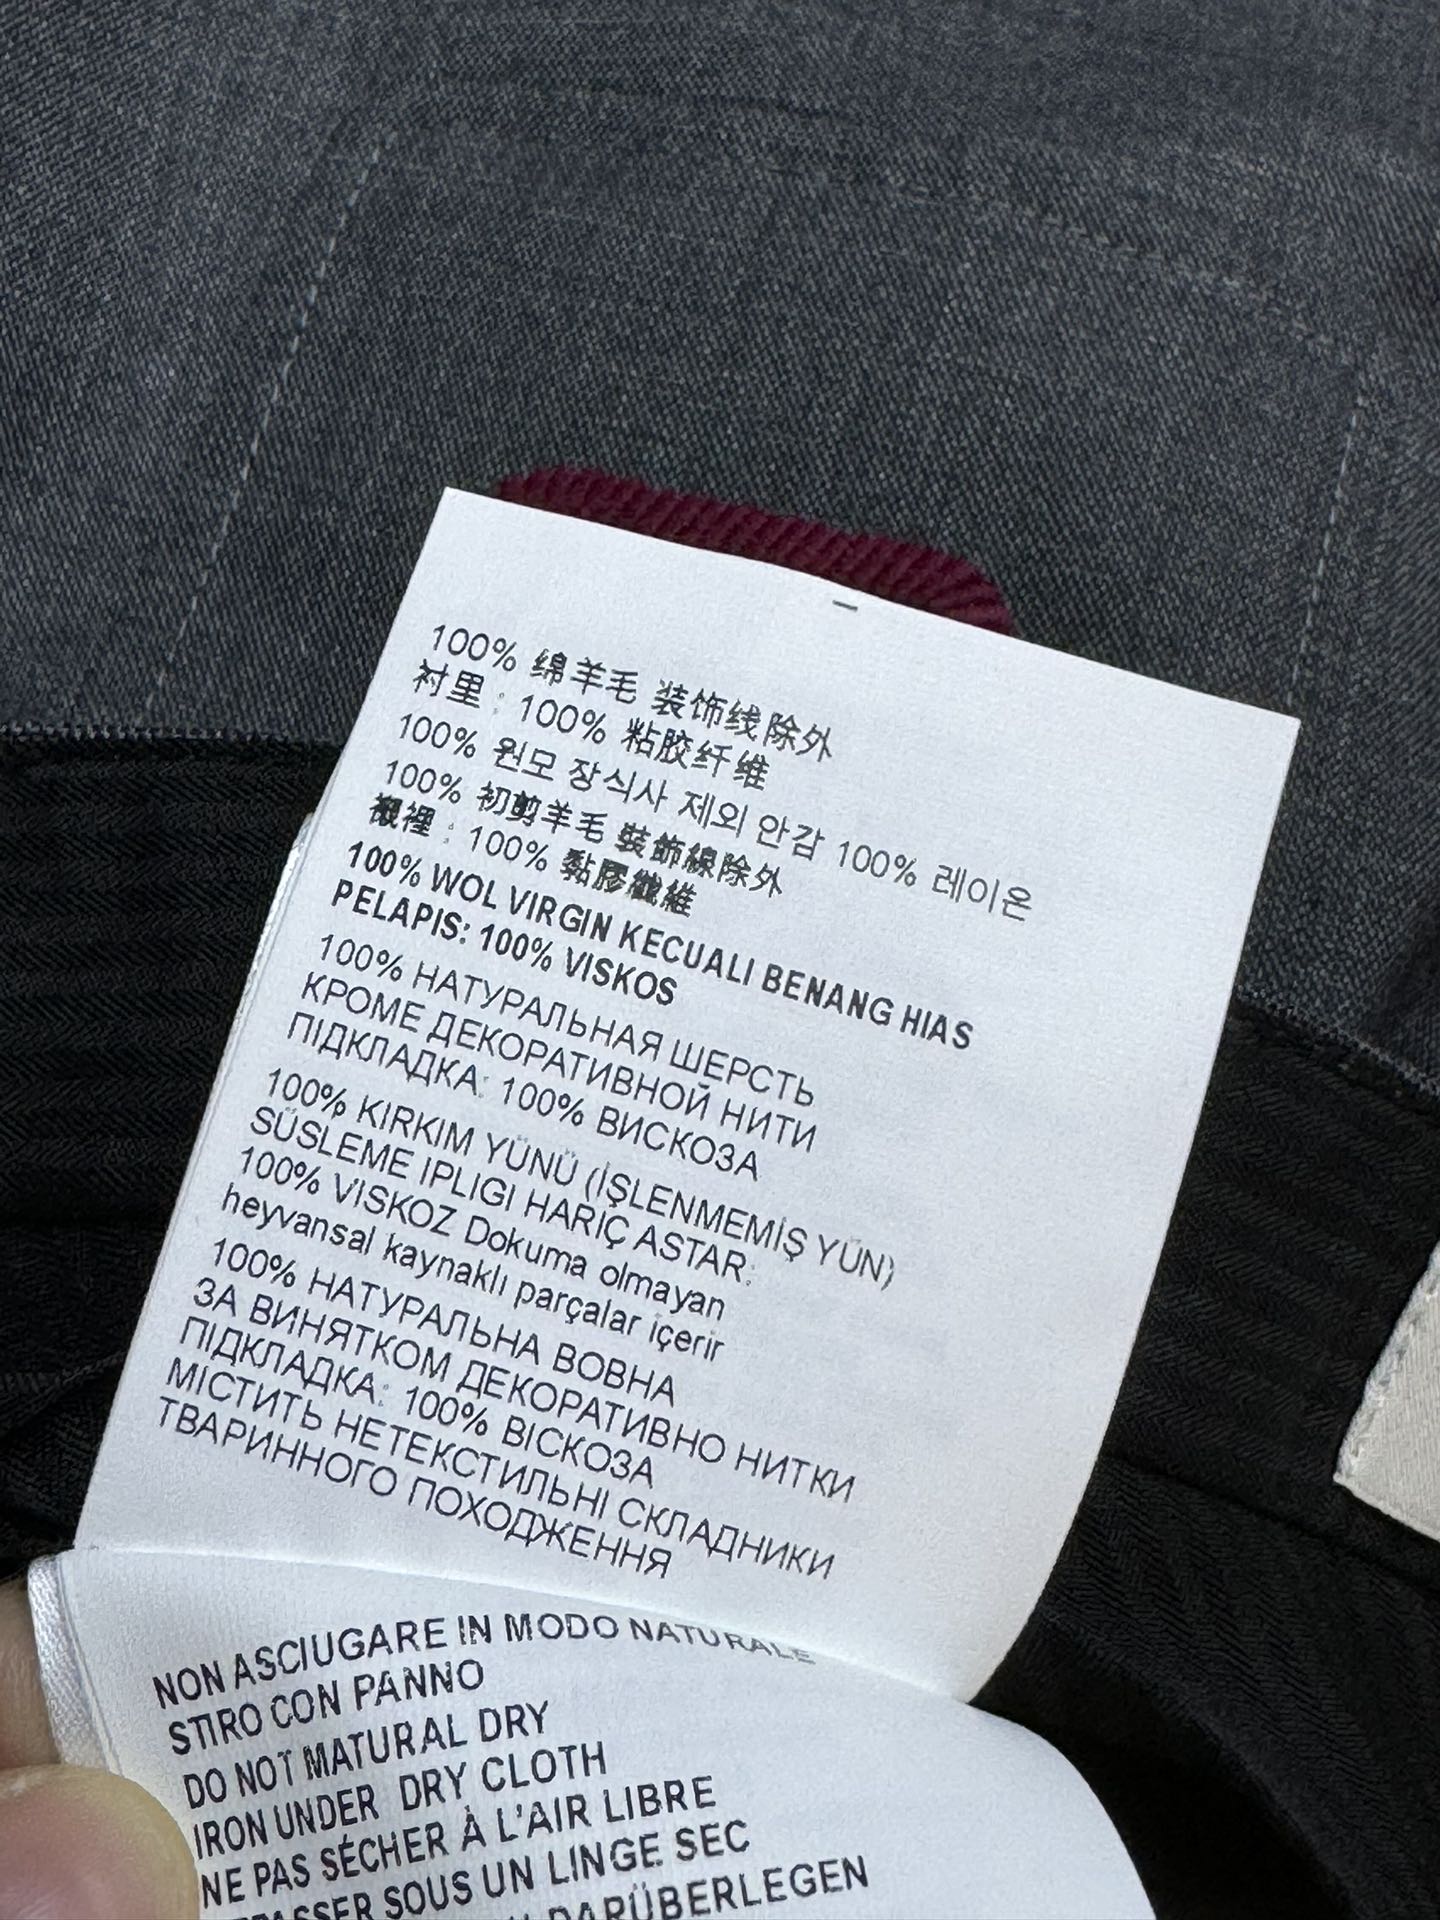 100% 绵羊毛 装饰线除外
衬里：100% 粘胶纤维
100% 원모 장식사 제외 안감 100% 레이온
100% 初剪羊毛 裝飾線除外
襯裡：100% 黏膠纖維
100% WOL VIRGIN KECUALI BENANG HIAS
PELAPIS: 100% VISKOS
100% НАТУРАЛЬНАЯ ШЕРСТЬ
КРОМЕ ДЕКОРАТИВНОЙ НИТИ
ПІДКЛАДКА: 100% ВИСКОЗА
100% KIRKIM YÜNÜ (İŞLENMEMİŞ YÜN)
SÜSLEME IPLIGI HARİÇ ASTAR:
100% VISKOZ Dokuma olmayan
heyvansal kaynaklı parçalar içerir
100% НАТУРАЛЬНА ВОВНА
ЗА ВИНЯТКОМ ДЕКОРАТИВНО НИТКИ
ПІДКЛАДКА: 100% ВІСКОЗА
МІСТИТЬ НЕТЕКСТИЛЬНІ СКЛАДНИКИ
ТВАРИННОГО ПОХОДЖЕННЯ
NON ASCIUGARE IN MODO NATURALE
STIRO CON PANNO
DO NOT NATURAL DRY
IRON UNDER DRY CLOTH
NE PAS SÉCHER À L'AIR LIBRE
SOUS UN LINGE SEC
DARÜBERLEGEN